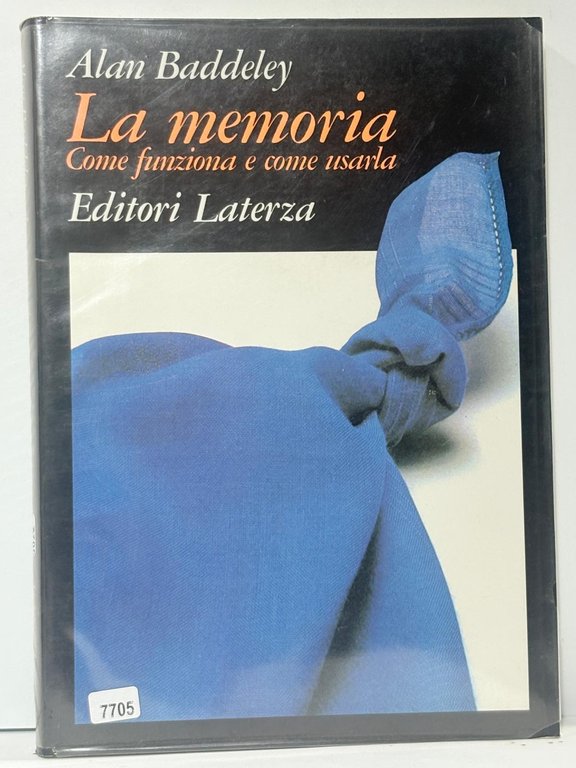 Alan Baddeley
La memoria
Come funziona e come usarla
Editori Laterza
7705